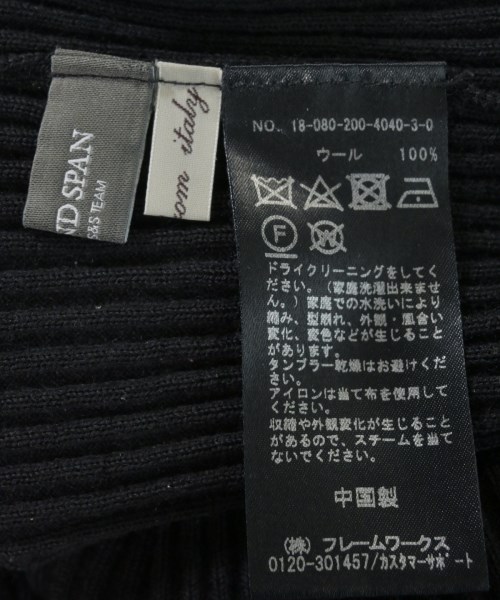 ND SPAN
S&S TEAM
om italy
NO. 18-080-200-4040-3-0
ウール 100%
F
W
ドライクリーニングをしてく
ださい。(家庭洗濯出来ませ
ん。)家庭での水洗いにより
縮み、型崩れ、外観・風合い
変化、変色などが生じること
があります。
タンブラー乾燥はお避けくだ
さい。
アイロンは当て布を使用して
ください。
収縮や外観変化が生じること
があるので、スチームを当て
ないでください。
中国製
(株) フレームワークス
0120-301457/カスタマーサポート